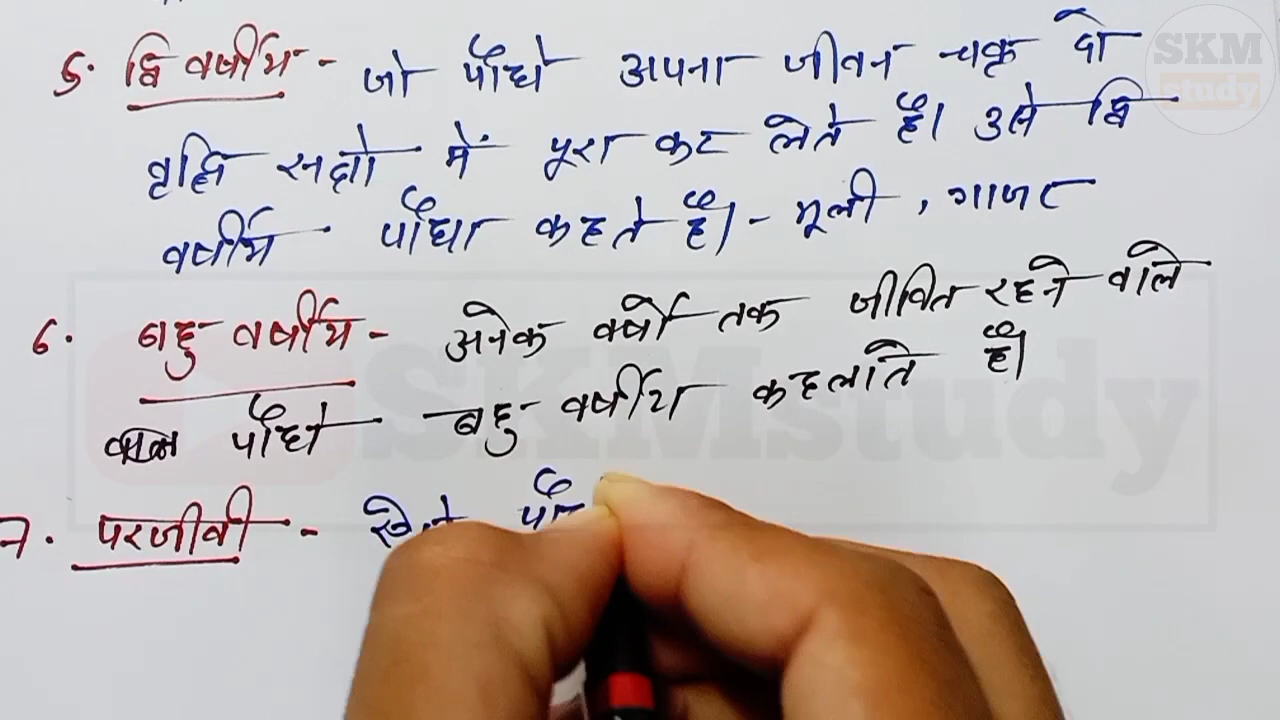 5. द्वि वर्षीय - जो पौधे अपना जीवन चक्र दो
वृद्धि सत्रों में पूरा कर लेते हैं। उसे द्वि
वर्षीय पौधा कहते हैं। - मूली , गाजर
6. बहु वर्षीय - अनेक वर्षों तक जीवित रहने वाले
पौधे बहु वर्षीय कहलाते हैं।
7. परजीवी -
SKM
study
SKMstudy